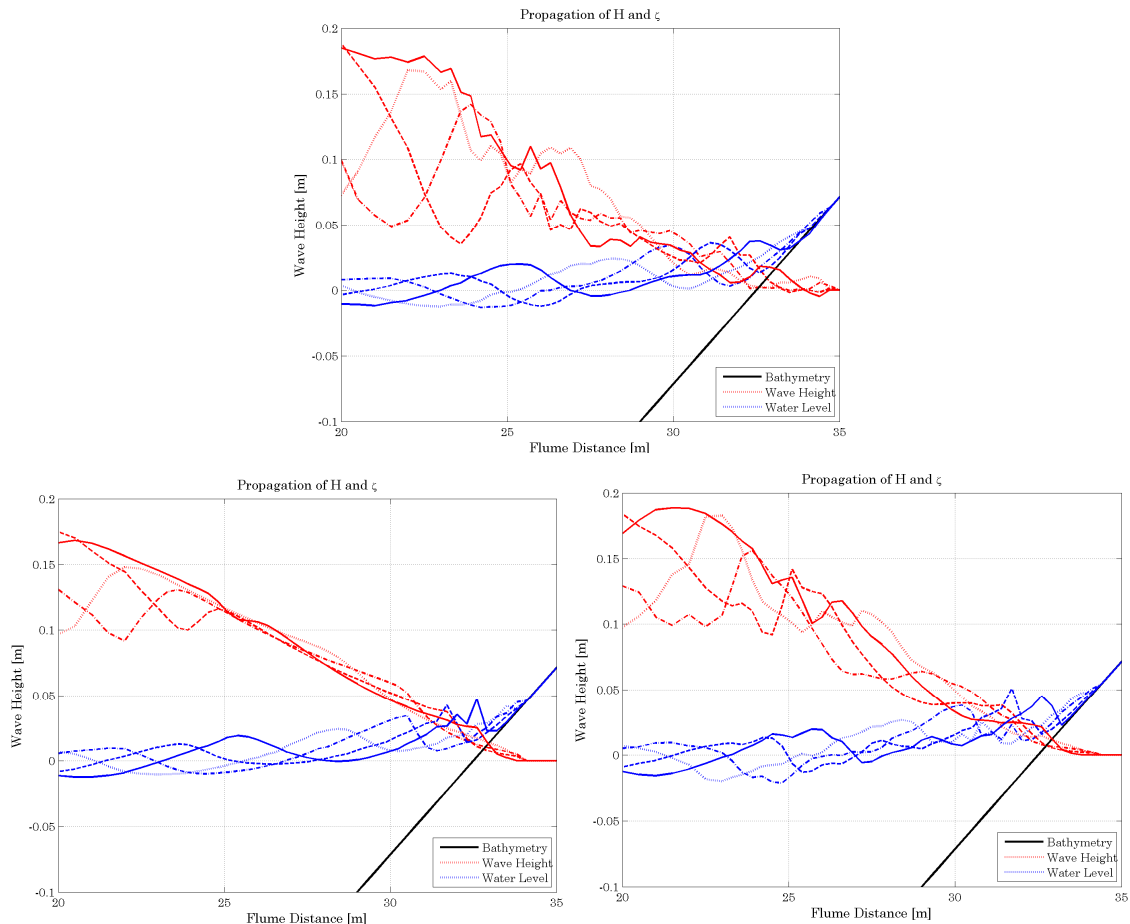 Propagation of H and ζ
0.2
0.15
0.1
0.05
0
-0.05
-0.1
Wave Height [m]
Bathymetry
Wave Height
Water Level
20
25
30
35
Flume Distance [m]
Propagation of H and ζ
0.2
0.15
0.1
0.05
0
-0.05
-0.1
Wave Height [m]
Bathymetry
Wave Height
Water Level
20
25
30
35
Flume Distance [m]
Propagation of H and ζ
0.2
0.15
0.1
0.05
0
-0.05
-0.1
Wave Height [m]
Bathymetry
Wave Height
Water Level
20
25
30
35
Flume Distance [m]